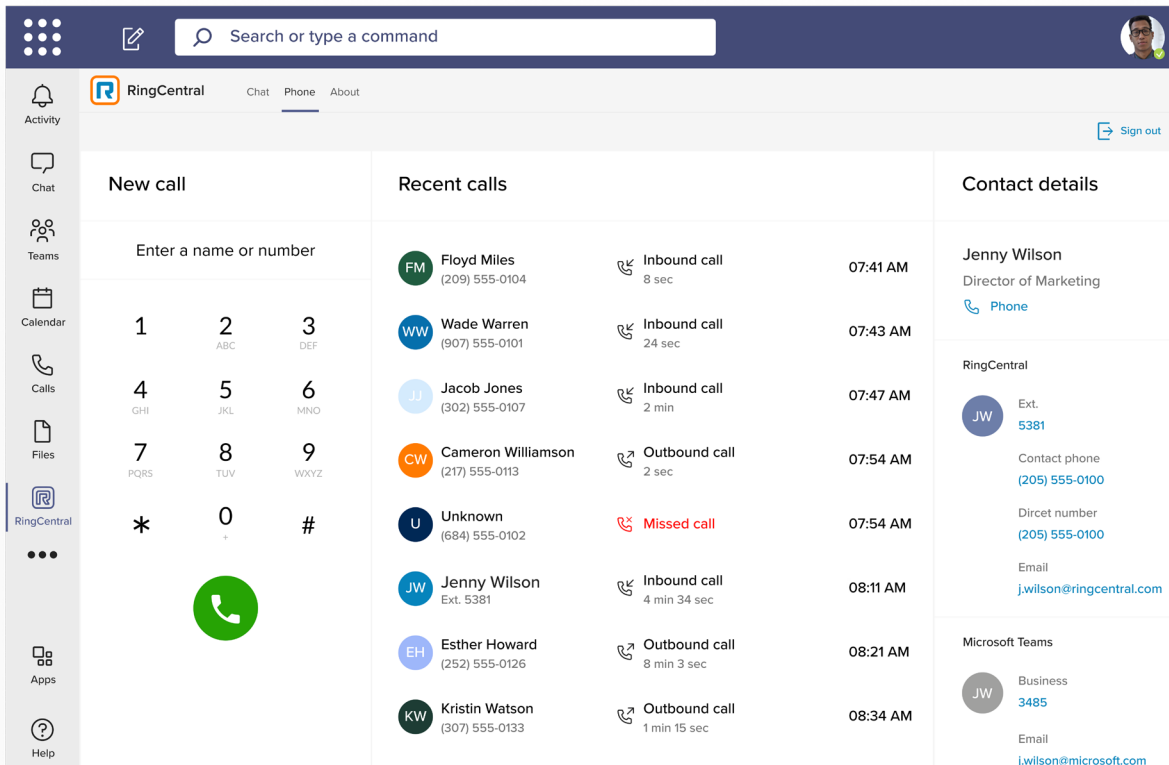 Search or type a command
RingCentral
Chat
Phone
About
Sign out
Activity
Chat
Teams
Calendar
Calls
Files
RingCentral
Apps
Help
New call
Enter a name or number
1
2
ABC
3
DEF
4
GHI
5
JKL
6
MNO
7
PQRS
8
TUV
9
WXYZ
*
0
+
#
Recent calls
FM Floyd Miles Inbound call 07:41 AM
(209) 555-0104 8 sec
WW Wade Warren Inbound call 07:43 AM
(907) 555-0101 24 sec
JJ Jacob Jones Inbound call 07:47 AM
(302) 555-0107 2 min
CW Cameron Williamson Outbound call 07:54 AM
(217) 555-0113 2 sec
U Unknown Missed call 07:54 AM
(684) 555-0102
JW Jenny Wilson Inbound call 08:11 AM
Ext. 5381 4 min 34 sec
EH Esther Howard Outbound call 08:21 AM
(252) 555-0126 8 min 3 sec
KW Kristin Watson Outbound call 08:34 AM
(307) 555-0133 1 min 15 sec
Contact details
Jenny Wilson
Director of Marketing
Phone
RingCentral
JW
Ext.
5381
Contact phone
(205) 555-0100
Dircet number
(205) 555-0100
Email
j.wilson@ringcentral.com
Microsoft Teams
JW
Business
3485
Email
j.wilson@microsoft.com